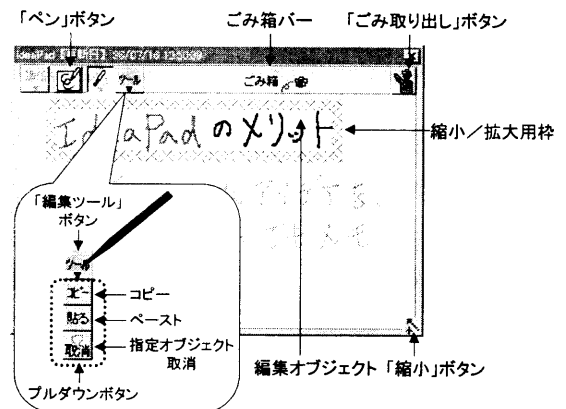 「ペン」ボタン
ごみ箱バー
「ごみ取り出し」ボタン
ツール
ごみ箱
IdeaPadのメリット
縮小／拡大用枠
「編集ツール」
ボタン
ツール
コピー
コピー
貼る
ペースト
取消
指定オブジェクト
取消
編集オブジェクト
「縮小」ボタン
プルダウンボタン